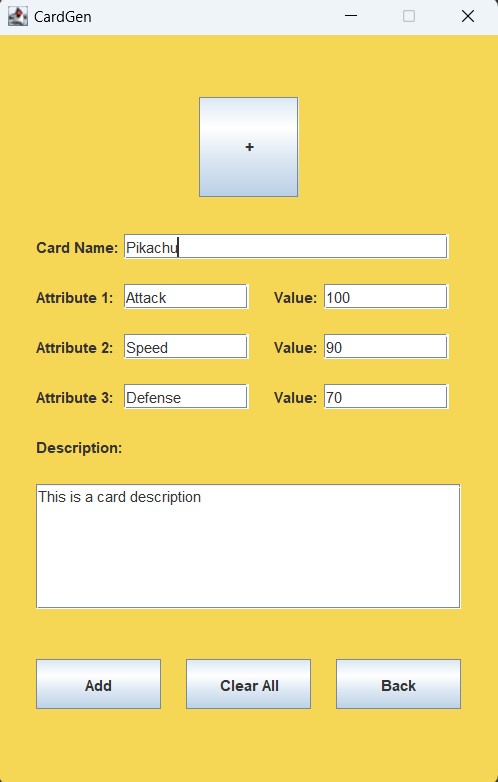 CardGen
+
Card Name: Pikachu
Attribute 1: Attack Value: 100
Attribute 2: Speed Value: 90
Attribute 3: Defense Value: 70
Description:
This is a card description
Add Clear All Back